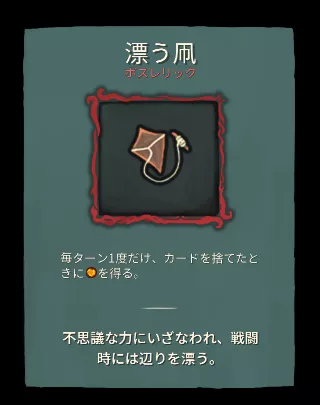 漂う凧
ボスレリック
毎ターン1度だけ、カードを捨てたと
きにを得る。
不思議な力にいざなわれ、戦闘
時には辺りを漂う。